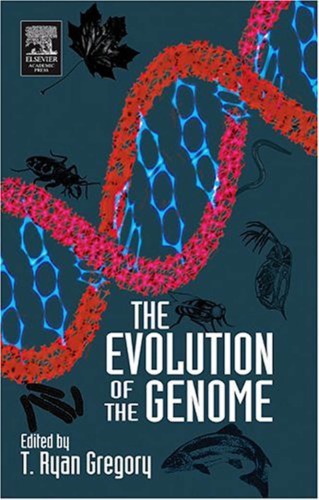 ELSEVIER
ACADEMIC
PRESS
THE
EVOLUTION
OF
THE GENOME
Edited by
T. Ryan Gregory